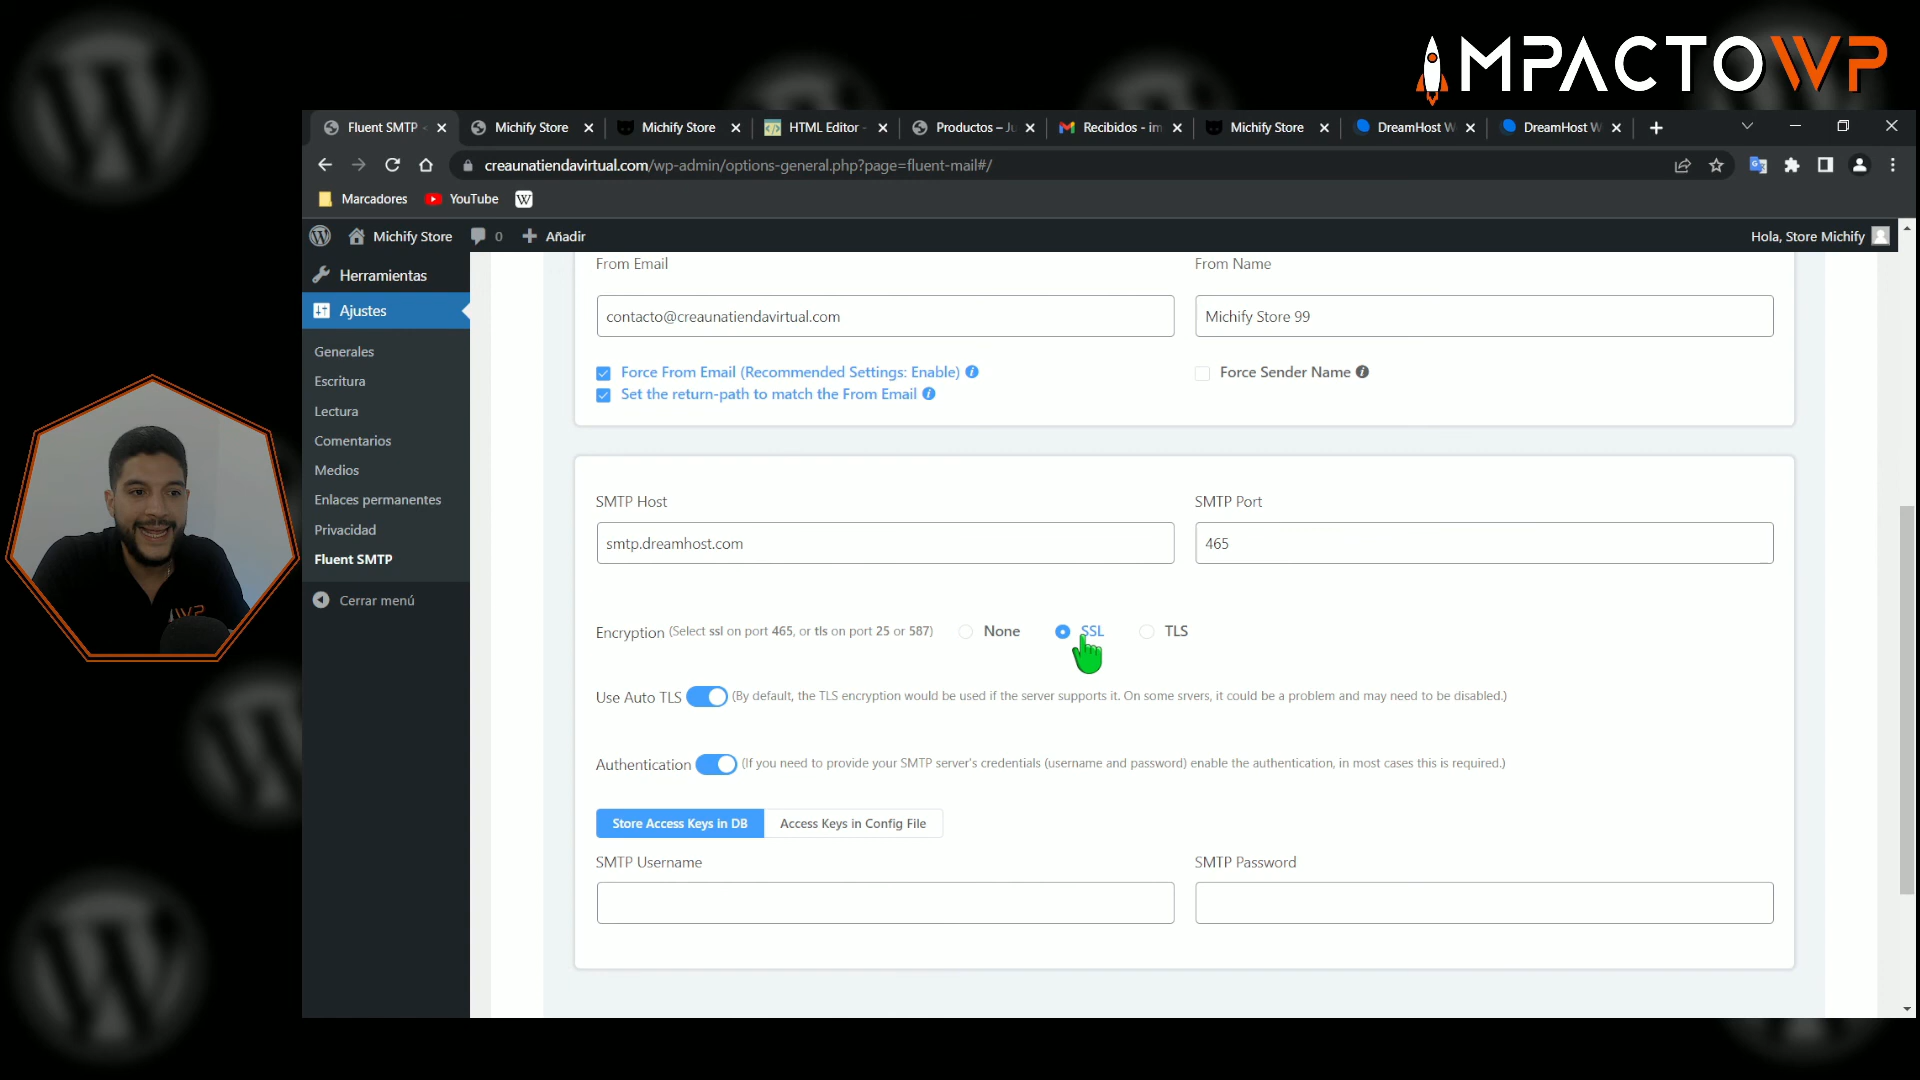 IMPACTOWP
Fluent SMTP
Michify Store
Michify Store
HTML Editor
Productos – Ju
Recibidos - im
Michify Store
DreamHost W
DreamHost W
creaunatiendavirtual.com/wp-admin/options-general.php?page=fluent-mail#/
Marcadores
YouTube
Michify Store
0
Añadir
Hola, Store Michify
Herramientas
Ajustes
Generales
Escritura
Lectura
Comentarios
Medios
Enlaces permanentes
Privacidad
Fluent SMTP
Cerrar menú
From Email
From Name
contacto@creaunatiendavirtual.com
Michify Store 99
Force From Email (Recommended Settings: Enable)
Force Sender Name
Set the return-path to match the From Email
SMTP Host
SMTP Port
smtp.dreamhost.com
465
Encryption (Select ssl on port 465, or tls on port 25 or 587) None SSL TLS
Use Auto TLS (By default, the TLS encryption would be used if the server supports it. On some srvers, it could be a problem and may need to be disabled.)
Authentication (If you need to provide your SMTP server's credentials (username and password) enable the authentication, in most cases this is required.)
Store Access Keys in DB Access Keys in Config File
SMTP Username
SMTP Password